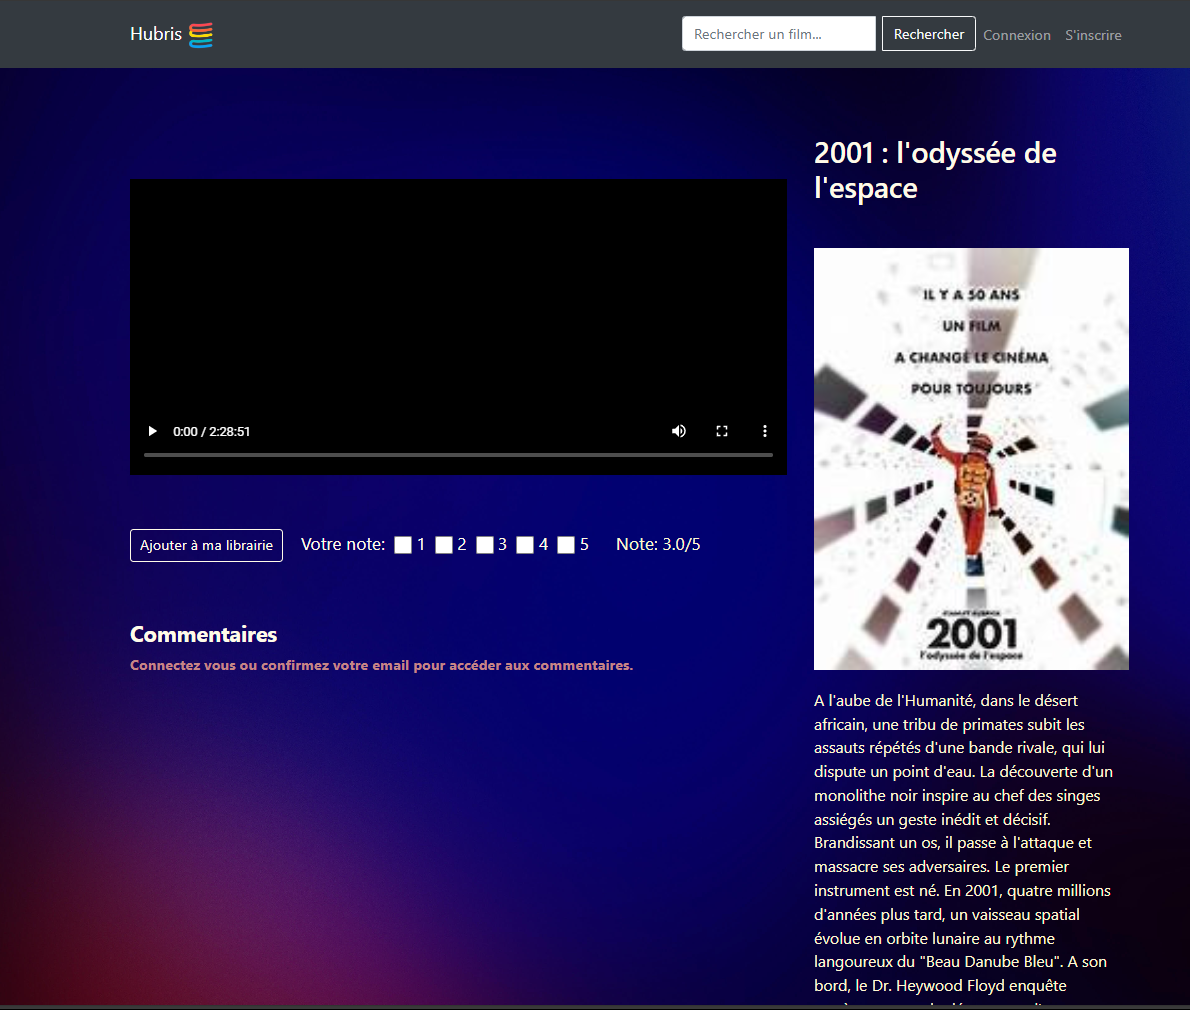 Hubris
Rechercher un film...
Rechercher
Connexion
S'inscrire
2001 : l'odyssée de
l'espace
IL Y A 50 ANS
UN FILM
A CHANGÉ LE CINÉMA
POUR TOUJOURS
2001
l'odyssée de l'espace
0:00 / 2:28:51
Ajouter à ma librairie
Votre note: 1 2 3 4 5
Note: 3.0/5
Commentaires
Connectez vous ou confirmez votre email pour accéder aux commentaires.
A l'aube de l'Humanité, dans le désert
africain, une tribu de primates subit les
assauts répétés d'une bande rivale, qui lui
dispute un point d'eau. La découverte d'un
monolithe noir inspire au chef des singes
assiégés un geste inédit et décisif.
Brandissant un os, il passe à l'attaque et
massacre ses adversaires. Le premier
instrument est né. En 2001, quatre millions
d'années plus tard, un vaisseau spatial
évolue en orbite lunaire au rythme
langoureux du "Beau Danube Bleu". A son
bord, le Dr. Heywood Floyd enquête